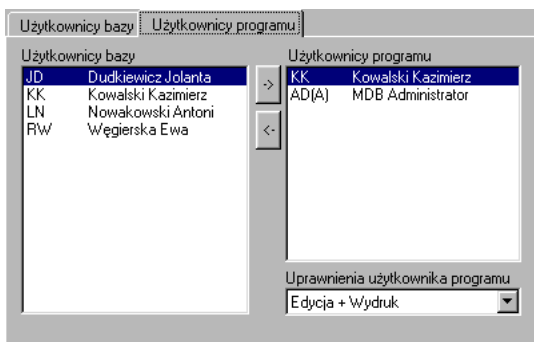 Użytkownicy bazy Użytkownicy programu
Użytkownicy bazy
JD Dudkiewicz Jolanta
KK Kowalski Kazimierz
LN Nowakowski Antoni
RW Węgierska Ewa
->
<-
Użytkownicy programu
KK Kowalski Kazimierz
AD(A) MDB Administrator
Uprawnienia użytkownika programu
Edycja + Wydruk